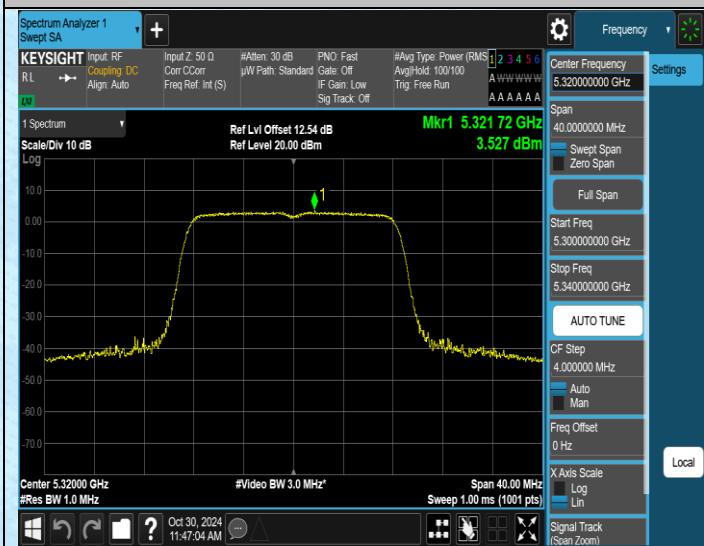 Spectrum Analyzer 1
Swept SA
Frequency
KEYSIGHT
RL
Input: RF
Coupling: DC
Align: Auto
Input Z: 50 Ω
Corr CCorr
Freq Ref: Int (S)
#Atten: 30 dB
µW Path: Standard
PNO: Fast
Gate: Off
IF Gain: Low
Sig Track: Off
#Avg Type: Power (RMS
Avg|Hold: 100/100
Trig: Free Run
1 2 3 4 5 6
A W W W W W
A A A A A A
1 Spectrum
Scale/Div 10 dB
Log
Ref Lvl Offset 12.54 dB
Ref Level 20.00 dBm
Mkr1 5.321 72 GHz
3.527 dBm
1
10.0
0.00
-10.0
-20.0
-30.0
-40.0
-50.0
-60.0
-70.0
Center 5.32000 GHz
#Res BW 1.0 MHz
#Video BW 3.0 MHz*
Span 40.00 MHz
Sweep 1.00 ms (1001 pts)
Oct 30, 2024
11:47:04 AM
Center Frequency
5.320000000 GHz
Settings
Span
40.0000000 MHz
Swept Span
Zero Span
Full Span
Start Freq
5.300000000 GHz
Stop Freq
5.340000000 GHz
AUTO TUNE
CF Step
4.000000 MHz
Auto
Man
Freq Offset
0 Hz
X Axis Scale
Log
Lin
Local
Signal Track
(Span Zoom)